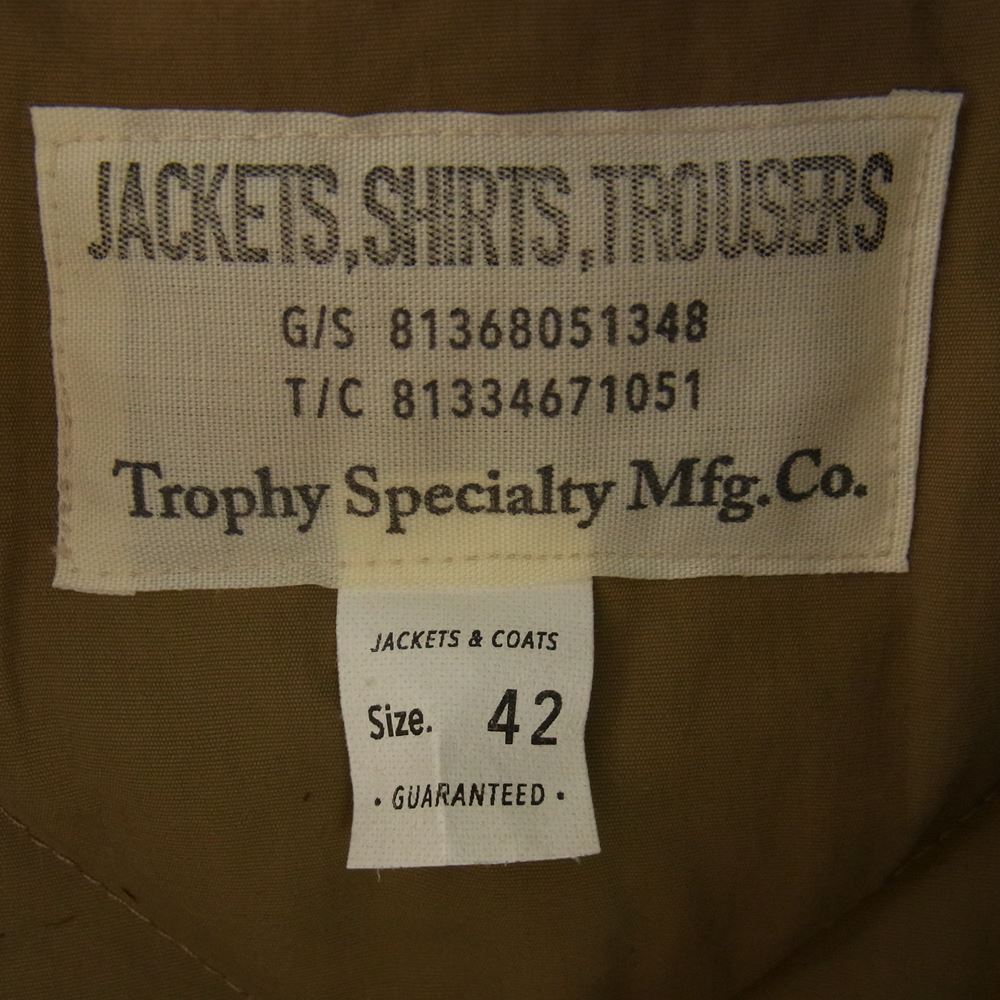 JACKETS,SHIRTS,TROUSERS
G/S 81368051348
T/C 81334671051
Trophy Specialty Mfg.Co.
JACKETS & COATS
Size. 42
• GUARANTEED •